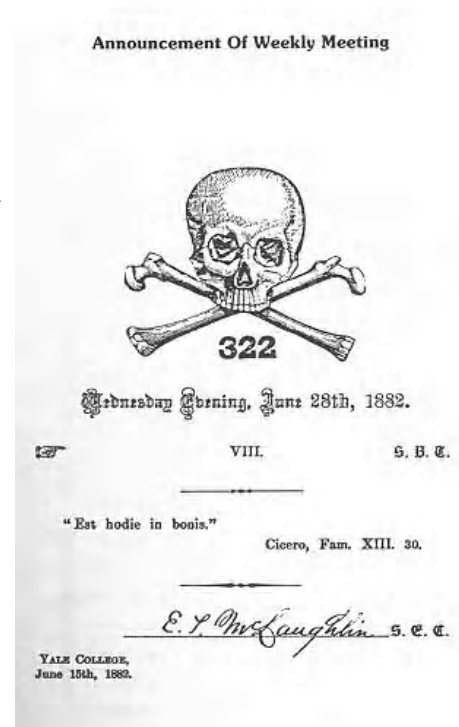 Announcement Of Weekly Meeting
322
Wednesday Evening, June 28th, 1882.
VIII. S. B. T.
"Est hodie in bonis."
Cicero, Fam. XIII. 30.
E. T. McLaughlin S. E. C.
YALE COLLEGE,
June 15th, 1882.